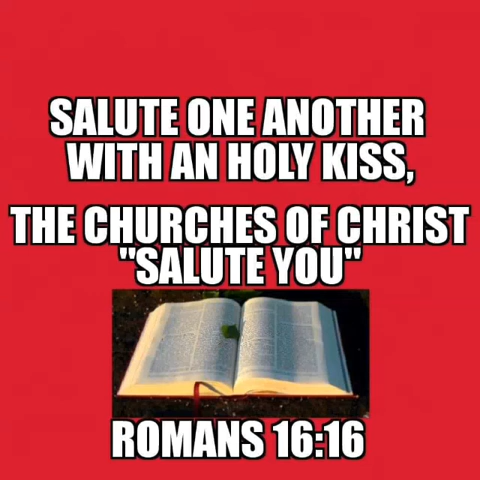 SALUTE ONE ANOTHER
WITH AN HOLY KISS,
THE CHURCHES OF CHRIST
"SALUTE YOU"
ROMANS 16:16